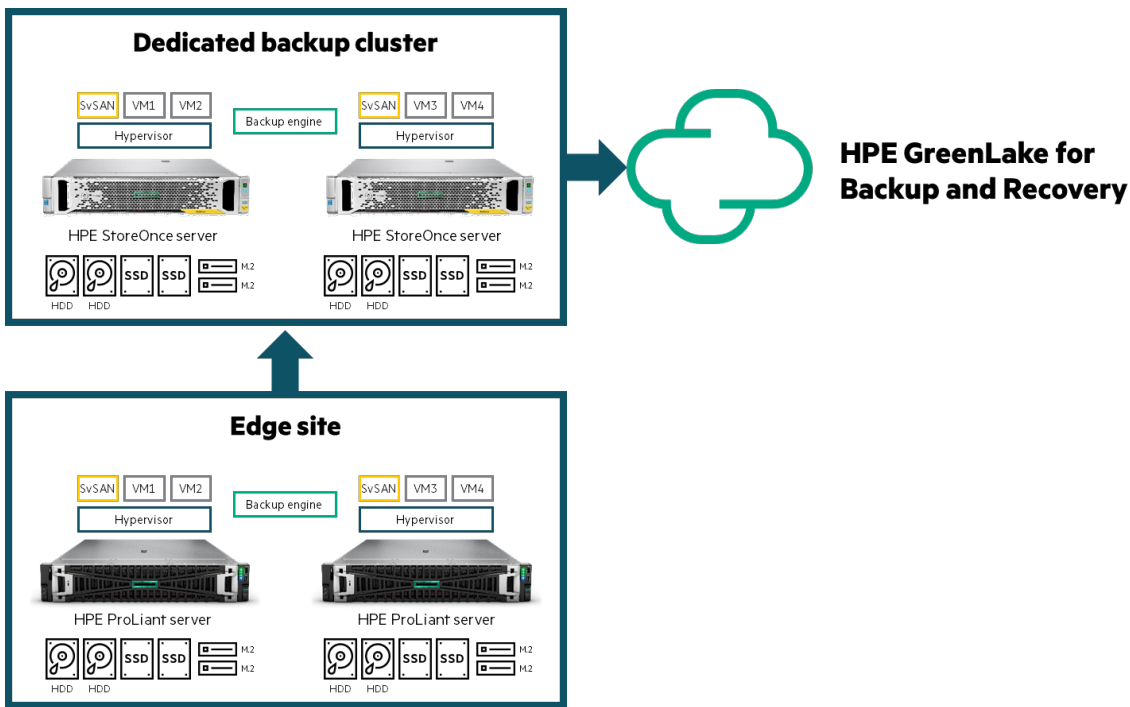 Dedicated backup cluster
SvSAN VM1 VM2
Hypervisor
Backup engine
SvSAN VM3 VM4
Hypervisor
HPE StoreOnce server
HPE StoreOnce server
SSD SSD M.2
M.2
HDD HDD
SSD SSD M.2
M.2
HDD HDD
HPE GreenLake for
Backup and Recovery
Edge site
SvSAN VM1 VM2
Hypervisor
Backup engine
SvSAN VM3 VM4
Hypervisor
HPE ProLiant server
HPE ProLiant server
SSD SSD M.2
M.2
HDD HDD
SSD SSD M.2
M.2
HDD HDD